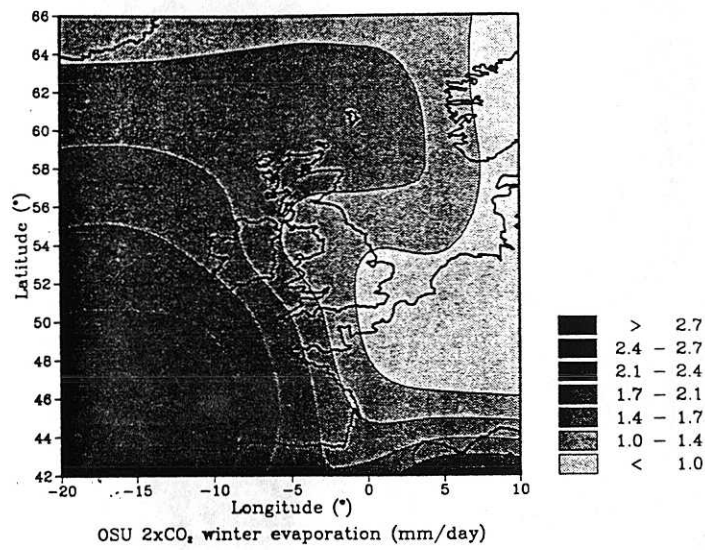 66
64
62
60
58
56
54
52
50
48
46
44
42
Latitude (°)
-20 -15 -10 -5 0 5 10
Longitude (°)
OSU 2xCO₂ winter evaporation (mm/day)
> 2.7
2.4 - 2.7
2.1 - 2.4
1.7 - 2.1
1.4 - 1.7
1.0 - 1.4
< 1.0